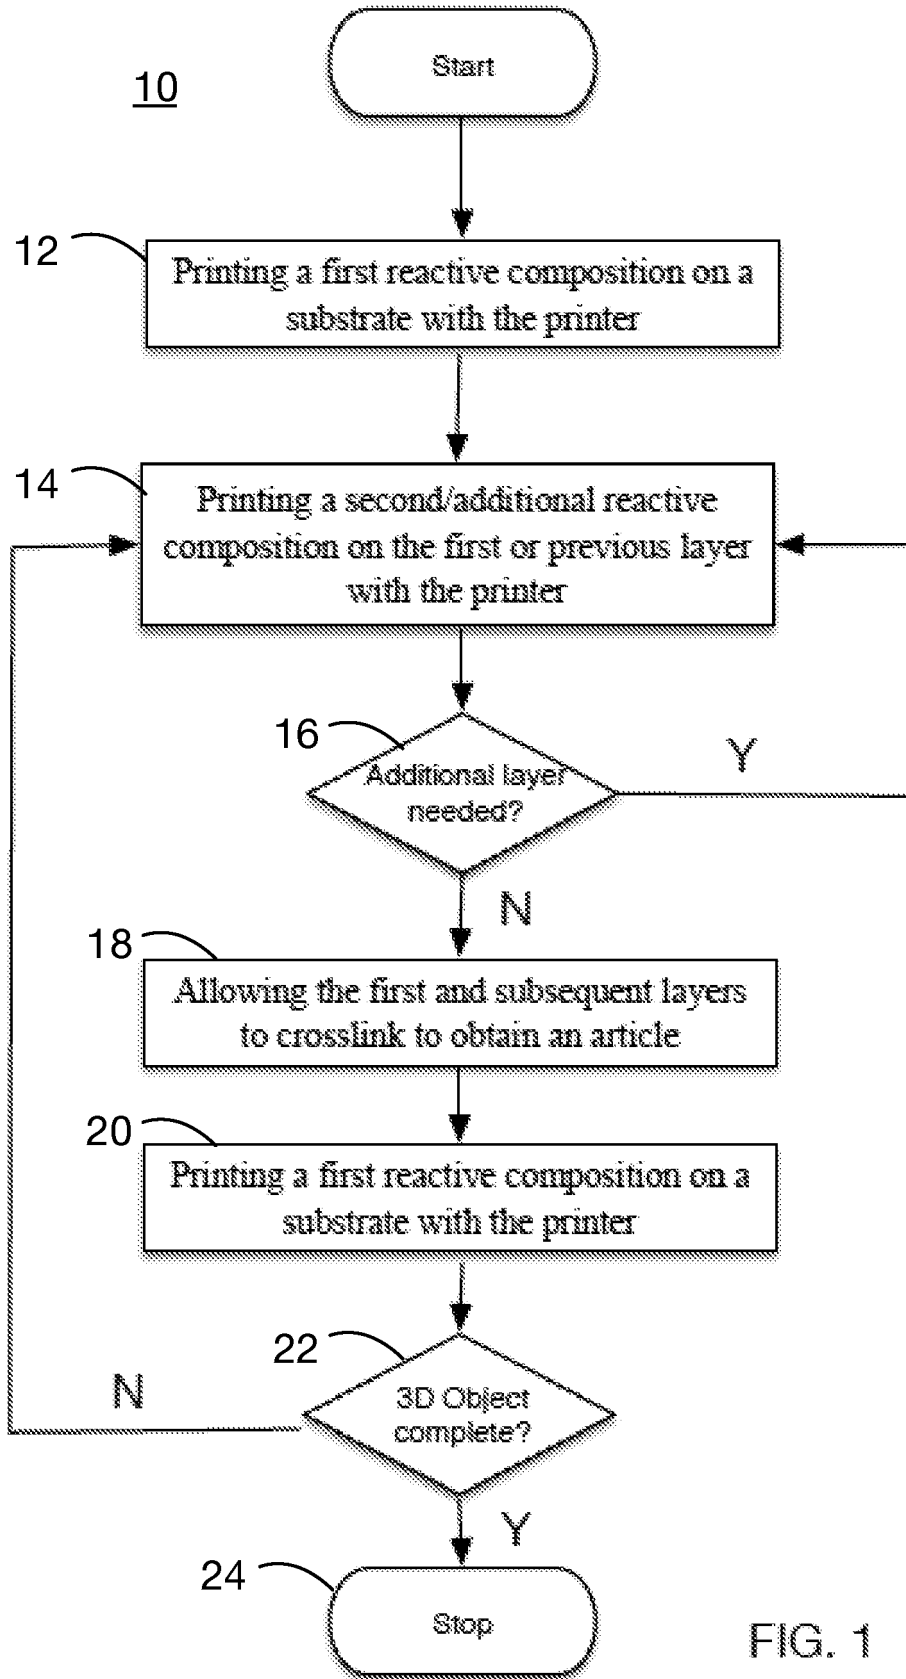 Start
10
12
Printing a first reactive composition on a
substrate with the printer
14
Printing a second/additional reactive
composition on the first or previous layer
with the printer
16
Additional layer
needed?
Y
N
18
Allowing the first and subsequent layers
to crosslink to obtain an article
20
Printing a first reactive composition on a
substrate with the printer
22
3D Object
complete?
N
Y
24
Stop
FIG. 1